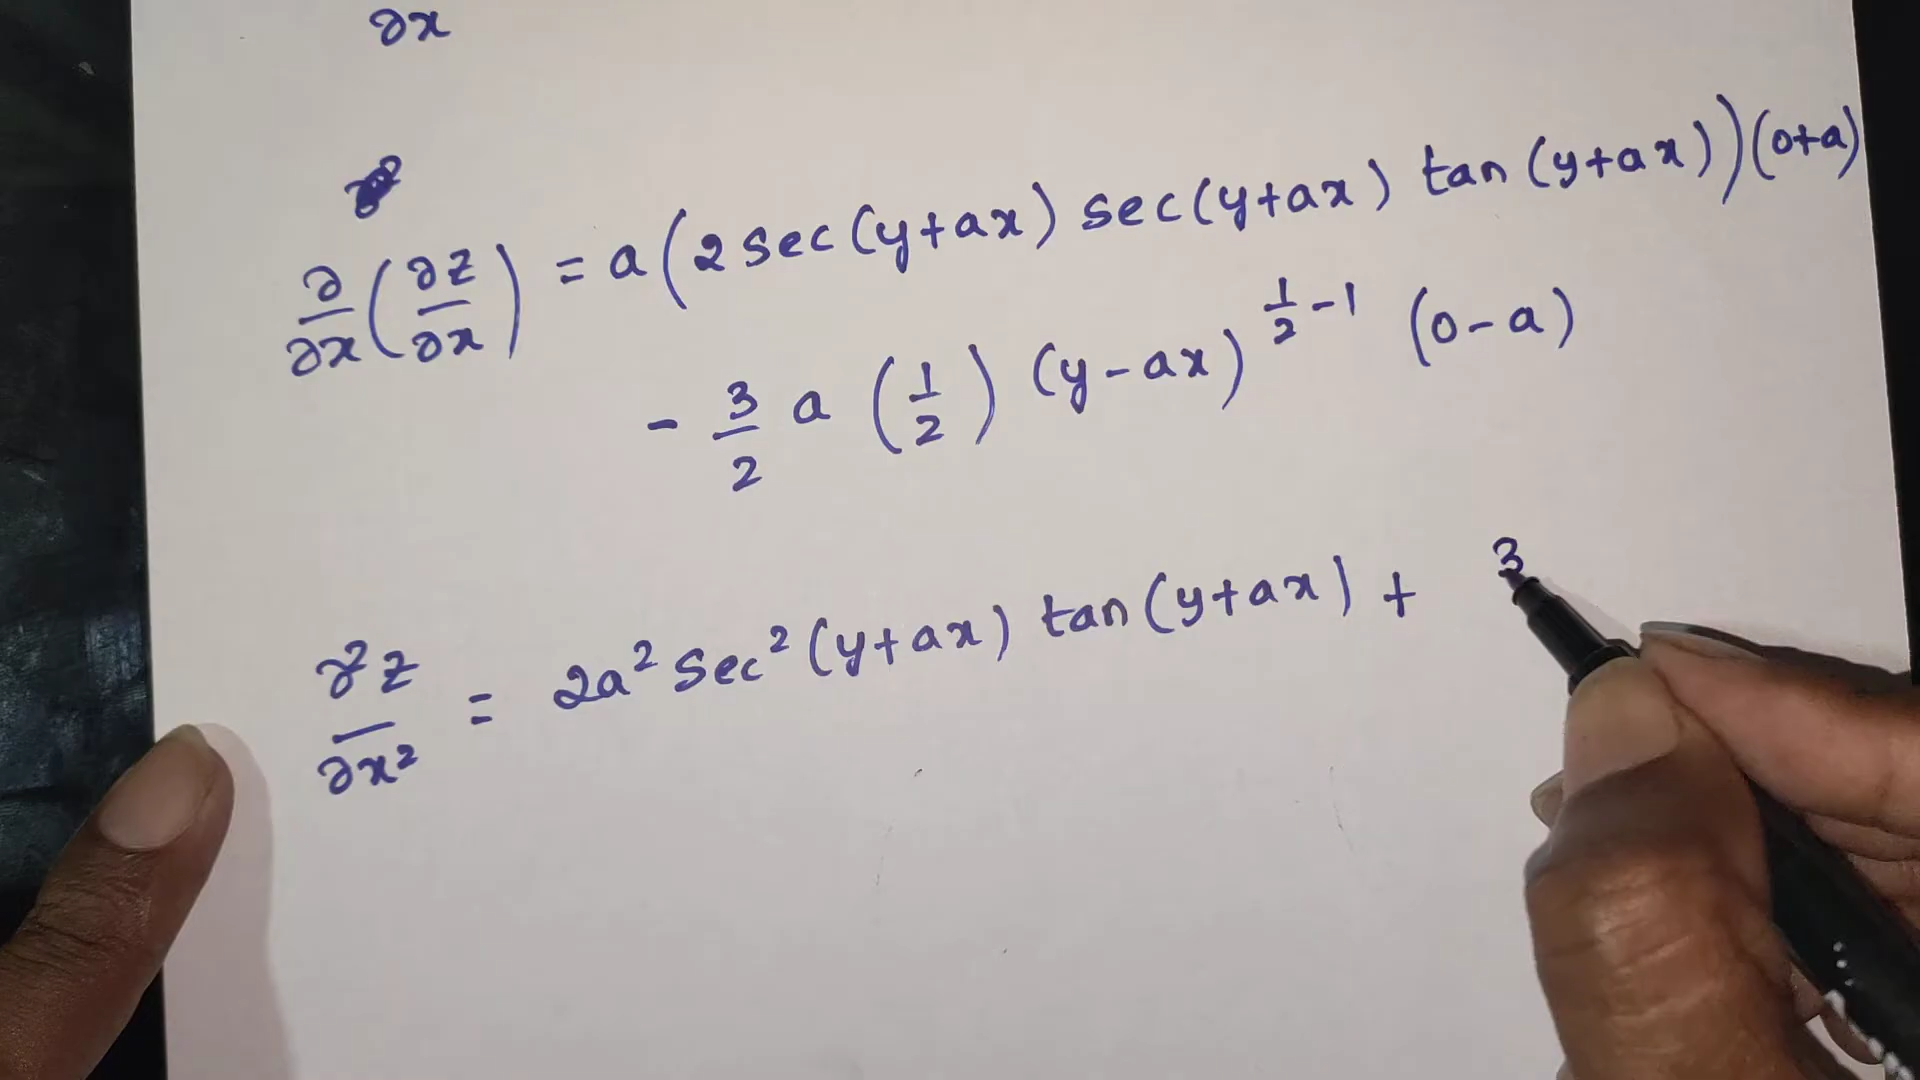 ∂x
∂/∂x (∂z/∂x) = a (2 sec (y+ax) sec (y+ax) tan (y+ax)) (0+a)
- 3/2 a (1/2) (y-ax)^(1/2 - 1) (0-a)
∂²z/∂x² = 2a² sec² (y+ax) tan (y+ax) + 3